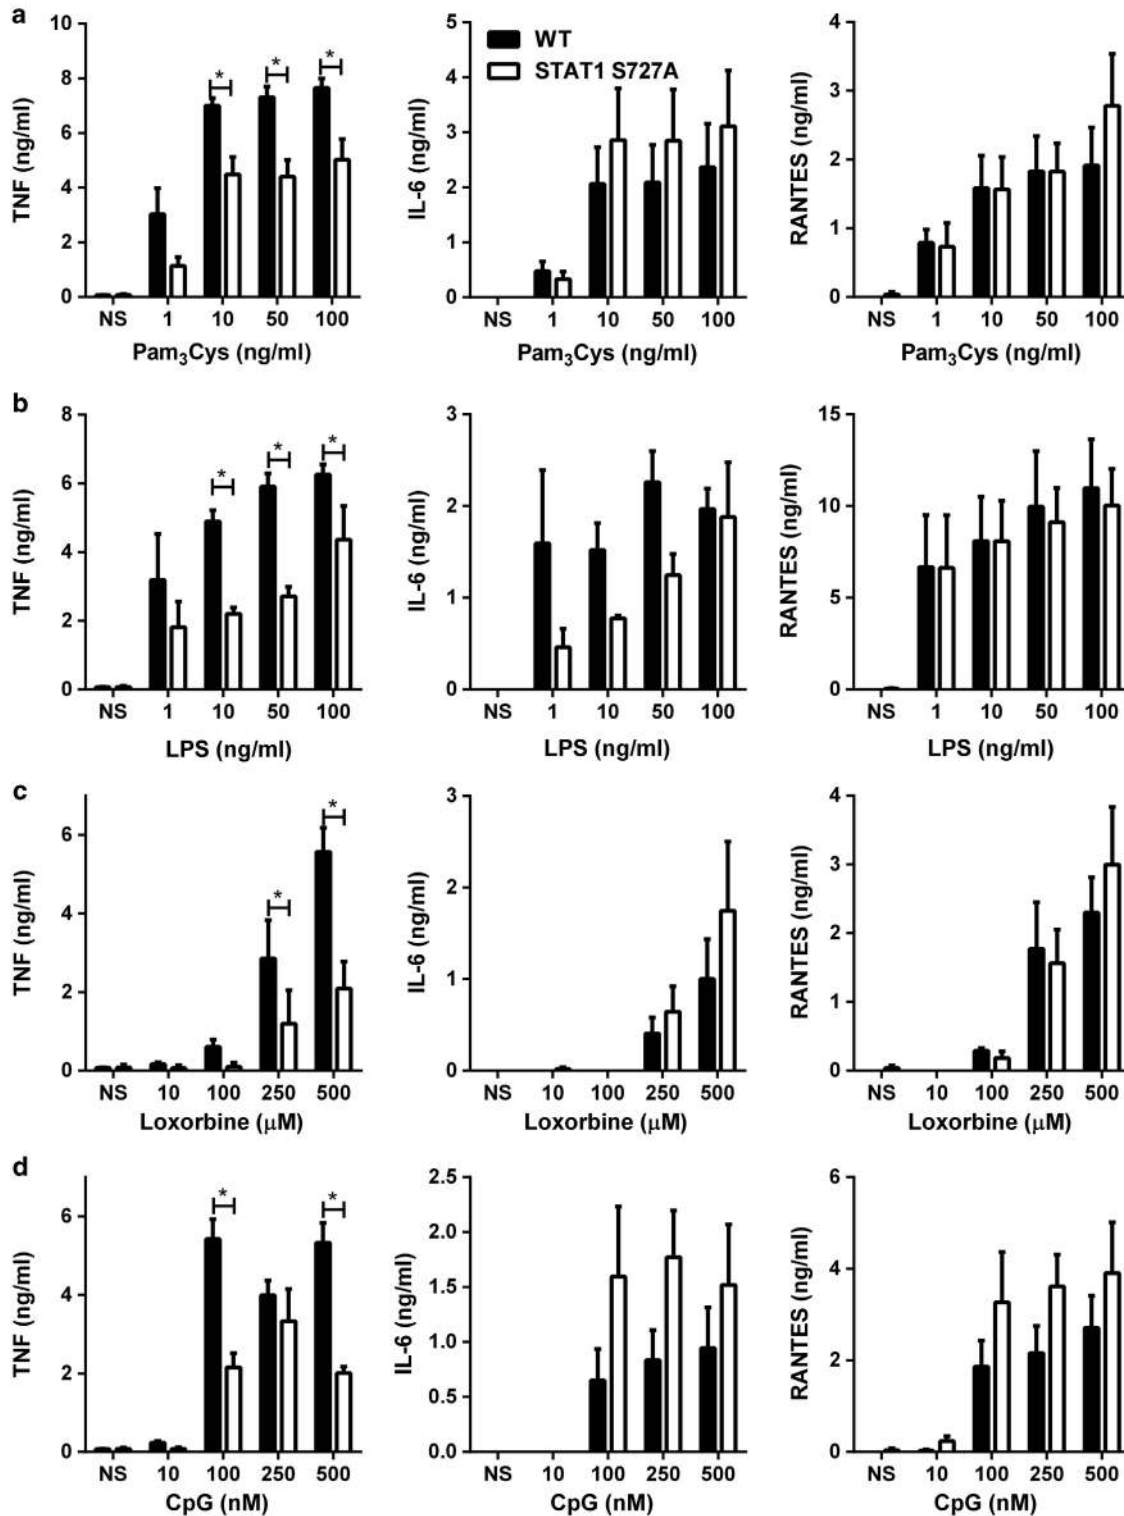 a
10
8
6
4
2
0
TNF (ng/ml)
*
*
*
NS 1 10 50 100
Pam3Cys (ng/ml)
5
4
3
2
1
0
IL-6 (ng/ml)
WT
STAT1 S727A
NS 1 10 50 100
Pam3Cys (ng/ml)
4
3
2
1
0
RANTES (ng/ml)
NS 1 10 50 100
Pam3Cys (ng/ml)
b
8
6
4
2
0
TNF (ng/ml)
*
*
*
NS 1 10 50 100
LPS (ng/ml)
3
2
1
0
IL-6 (ng/ml)
NS 1 10 50 100
LPS (ng/ml)
15
10
5
0
RANTES (ng/ml)
NS 1 10 50 100
LPS (ng/ml)
c
6
4
2
0
TNF (ng/ml)
*
*
NS 10 100 250 500
Loxorbine (μM)
3
2
1
0
IL-6 (ng/ml)
NS 10 100 250 500
Loxorbine (μM)
4
3
2
1
0
RANTES (ng/ml)
NS 10 100 250 500
Loxorbine (μM)
d
6
4
2
0
TNF (ng/ml)
*
*
NS 10 100 250 500
CpG (nM)
2.5
2.0
1.5
1.0
0.5
0.0
IL-6 (ng/ml)
NS 10 100 250 500
CpG (nM)
6
4
2
0
RANTES (ng/ml)
NS 10 100 250 500
CpG (nM)